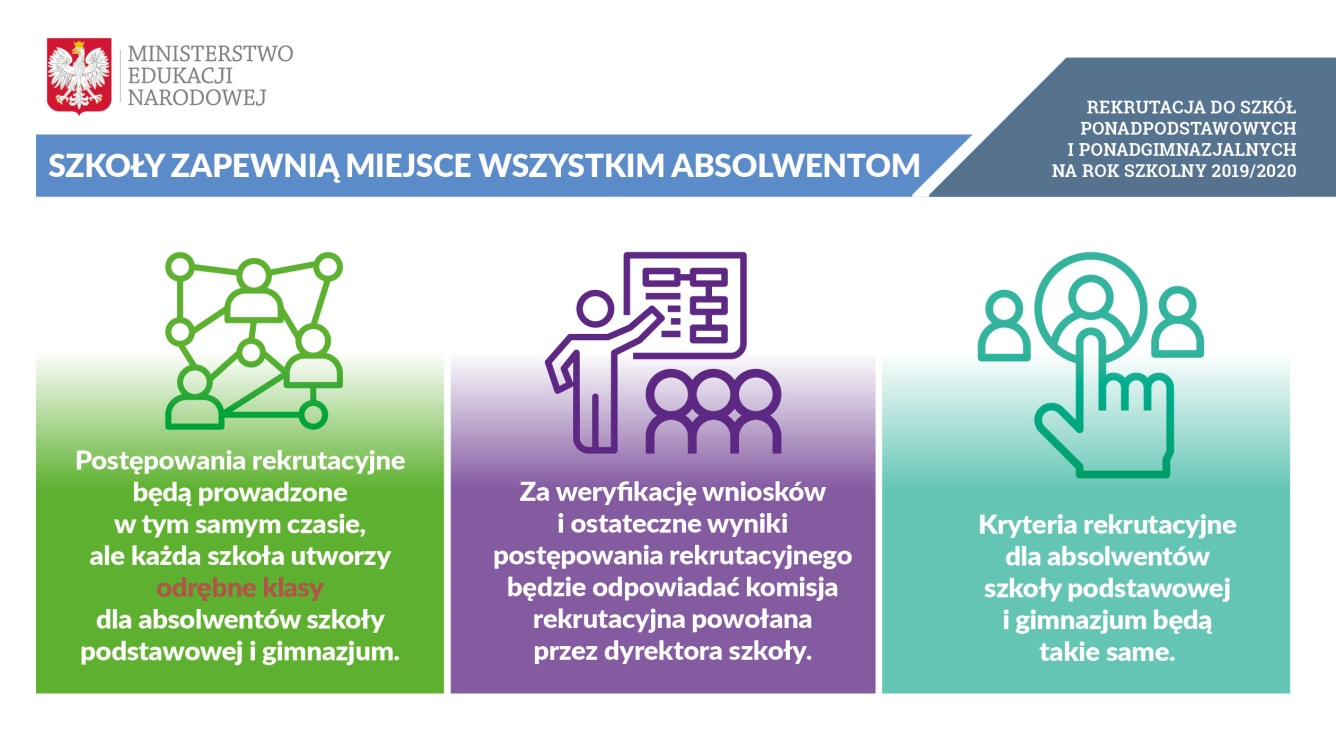 MINISTERSTWO
EDUKACJI
NARODOWEJ
SZKOŁY ZAPEWNIĄ MIEJSCE WSZYSTKIM ABSOLWENTOM
REKRUTACJA DO SZKÓŁ
PONADPODSTAWOWYCH
I PONADGIMNAZJALNYCH
NA ROK SZKOLNY 2019/2020
Postępowania rekrutacyjne
będą prowadzone
w tym samym czasie,
ale każda szkoła utworzy
odrębne klasy
dla absolwentów szkoły
podstawowej i gimnazjum.
Za weryfikację wniosków
i ostateczne wyniki
postępowania rekrutacyjnego
będzie odpowiadać komisja
rekrutacyjna powołana
przez dyrektora szkoły.
Kryteria rekrutacyjne
dla absolwentów
szkoły podstawowej
i gimnazjum będą
takie same.